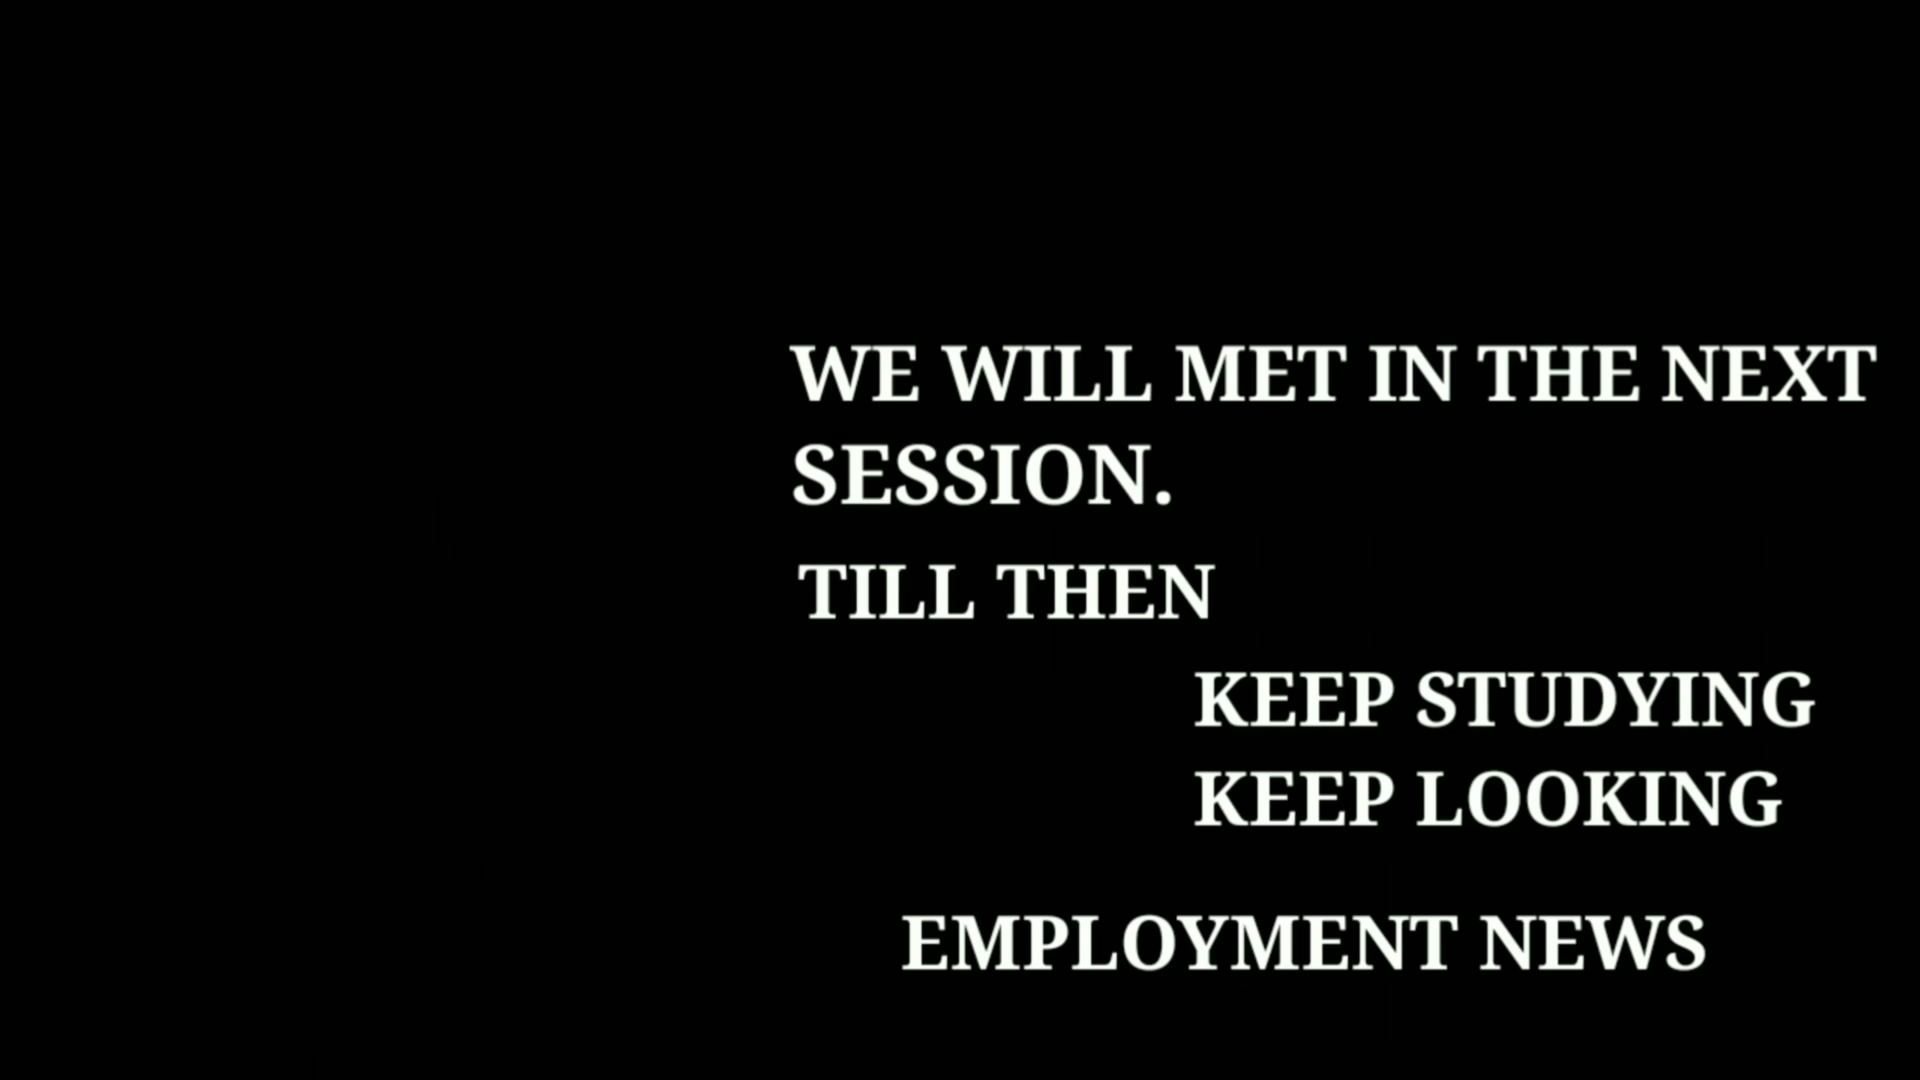 WE WILL MET IN THE NEXT
SESSION.
TILL THEN
KEEP STUDYING
KEEP LOOKING
EMPLOYMENT NEWS